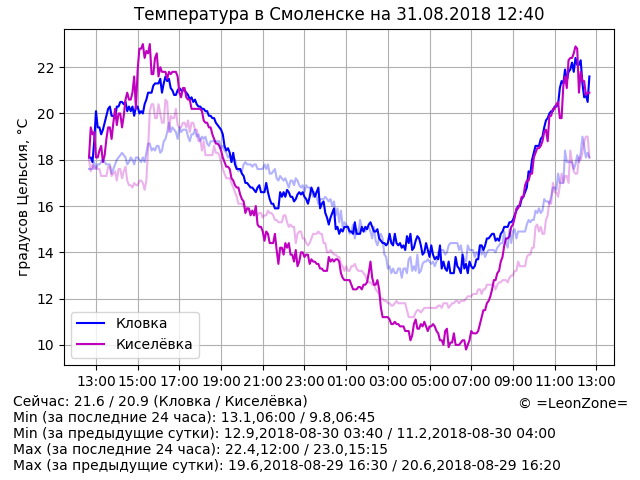 Температура в Смоленске на 31.08.2018 12:40
градусов Цельсия, °C
22
20
18
16
14
12
10
Кловка
Киселёвка
13:00 15:00 17:00 19:00 21:00 23:00 01:00 03:00 05:00 07:00 09:00 11:00 13:00
Сейчас: 21.6 / 20.9 (Кловка / Киселёвка)
© =LeonZone=
Min (за последние 24 часа): 13.1,06:00 / 9.8,06:45
Min (за предыдущие сутки): 12.9,2018-08-30 03:40 / 11.2,2018-08-30 04:00
Max (за последние 24 часа): 22.4,12:00 / 23.0,15:15
Max (за предыдущие сутки): 19.6,2018-08-29 16:30 / 20.6,2018-08-29 16:20